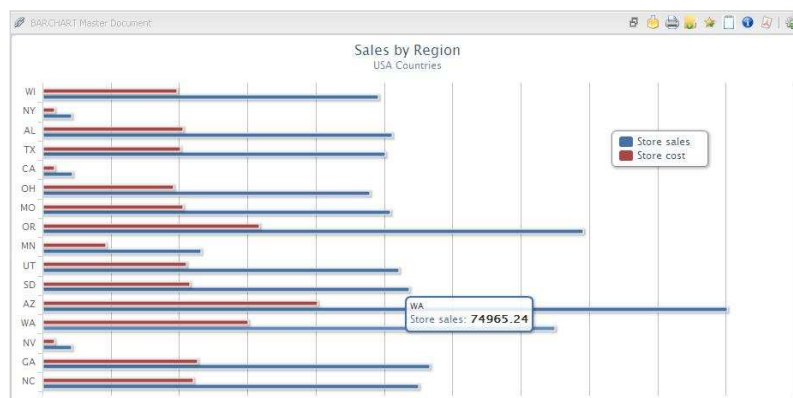 BARCHART Master Document
Sales by Region
USA Countries
WI
NY
AL
TX
CA
OH
MO
OR
MN
UT
SD
AZ
WA
NV
GA
NC
Store sales
Store cost
WA
Store sales: 74965.24